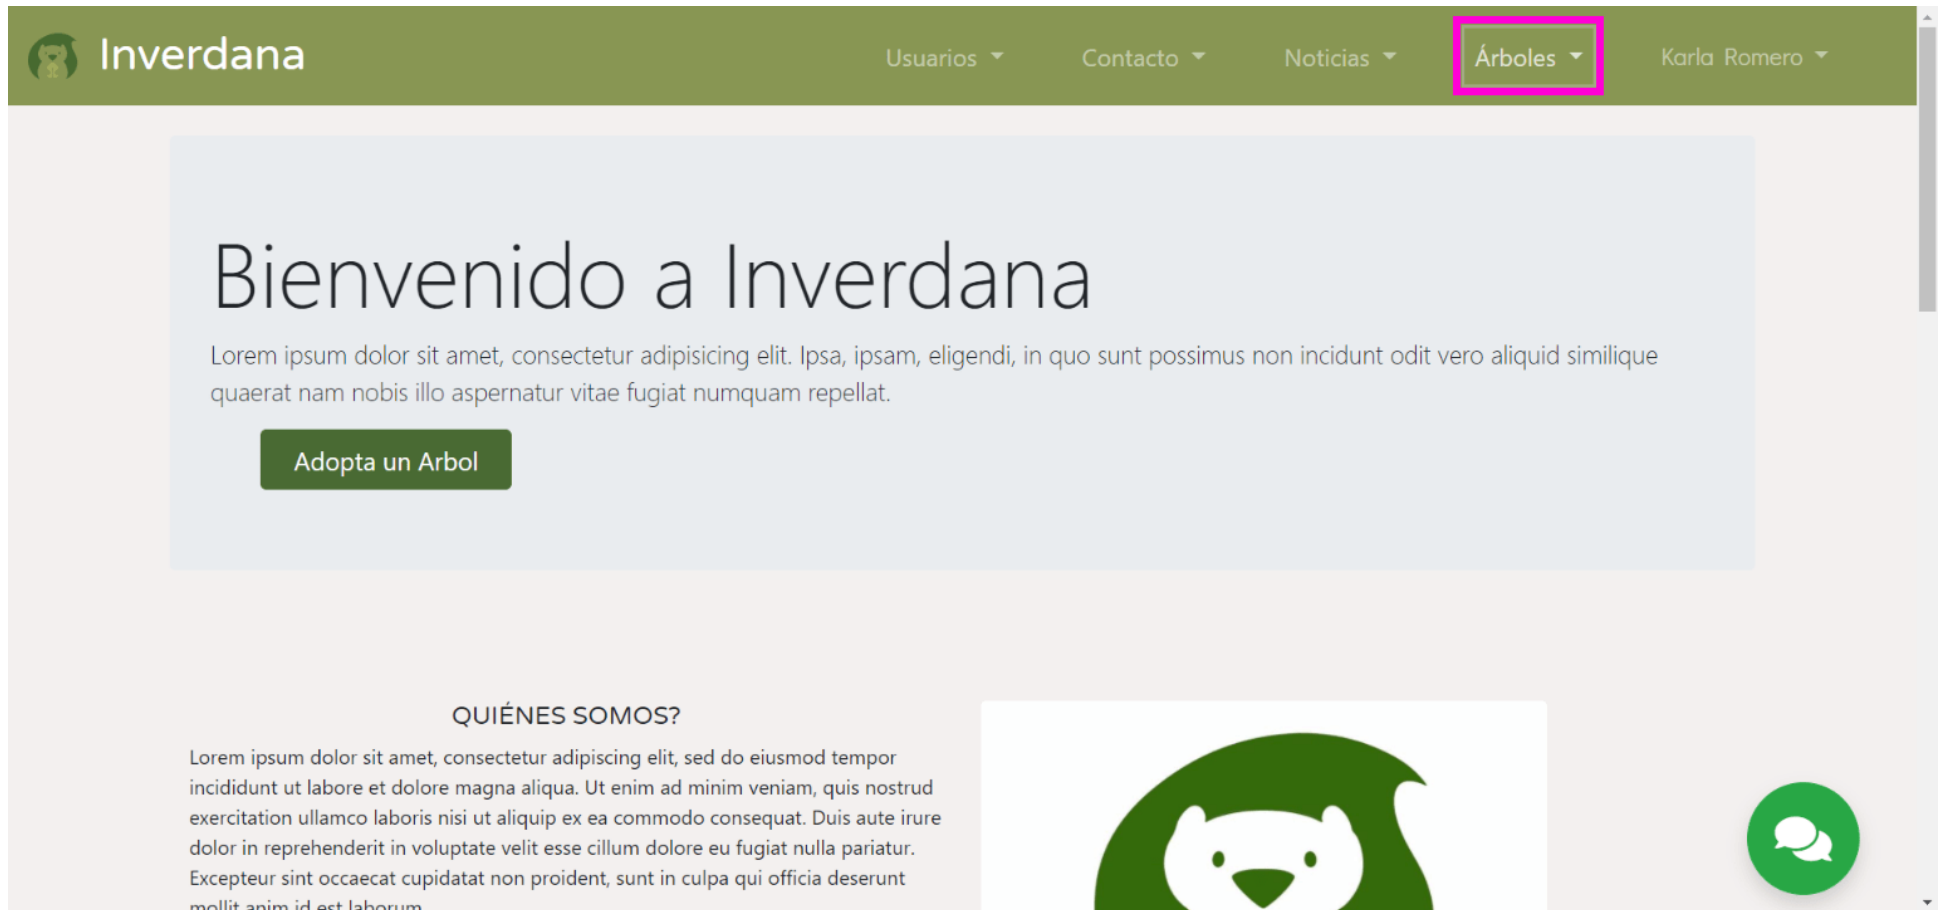 Inverdana
Usuarios
Contacto
Noticias
Árboles
Karla Romero
Bienvenido a Inverdana
Lorem ipsum dolor sit amet, consectetur adipisicing elit. Ipsa, ipsam, eligendi, in quo sunt possimus non incidunt odit vero aliquid similique
quaerat nam nobis illo aspernatur vitae fugiat numquam repellat.
Adopta un Arbol
QUIÉNES SOMOS?
Lorem ipsum dolor sit amet, consectetur adipiscing elit, sed do eiusmod tempor
incididunt ut labore et dolore magna aliqua. Ut enim ad minim veniam, quis nostrud
exercitation ullamco laboris nisi ut aliquip ex ea commodo consequat. Duis aute irure
dolor in reprehenderit in voluptate velit esse cillum dolore eu fugiat nulla pariatur.
Excepteur sint occaecat cupidatat non proident, sunt in culpa qui officia deserunt
mollit anim id est laborum.